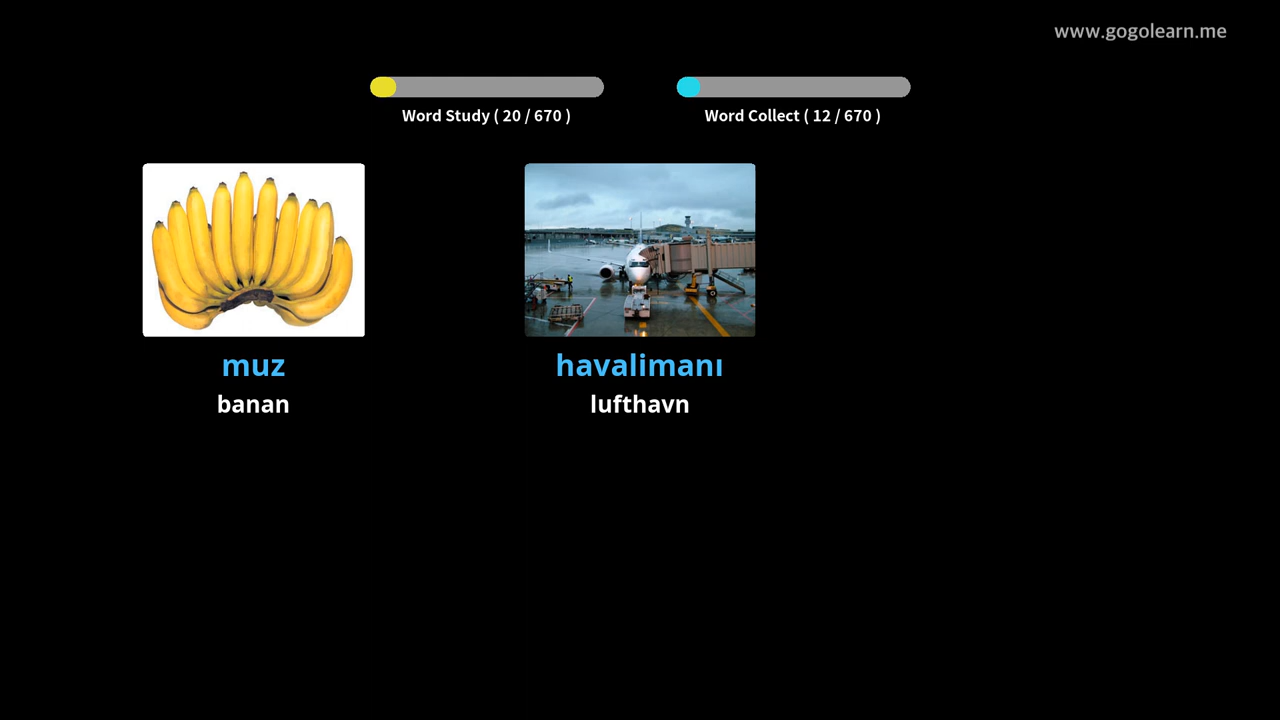 www.gogolearn.me
Word Study ( 20 / 670 )
Word Collect ( 12 / 670 )
muz
banan
havalimanı
lufthavn